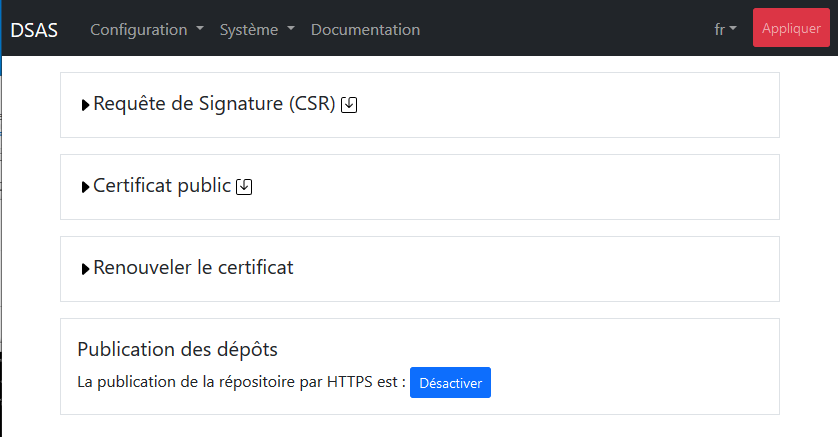 DSAS Configuration Système Documentation fr Appliquer
Requête de Signature (CSR)
Certificat public
Renouveler le certificat
Publication des dépôts
La publication de la répositoire par HTTPS est : Désactiver